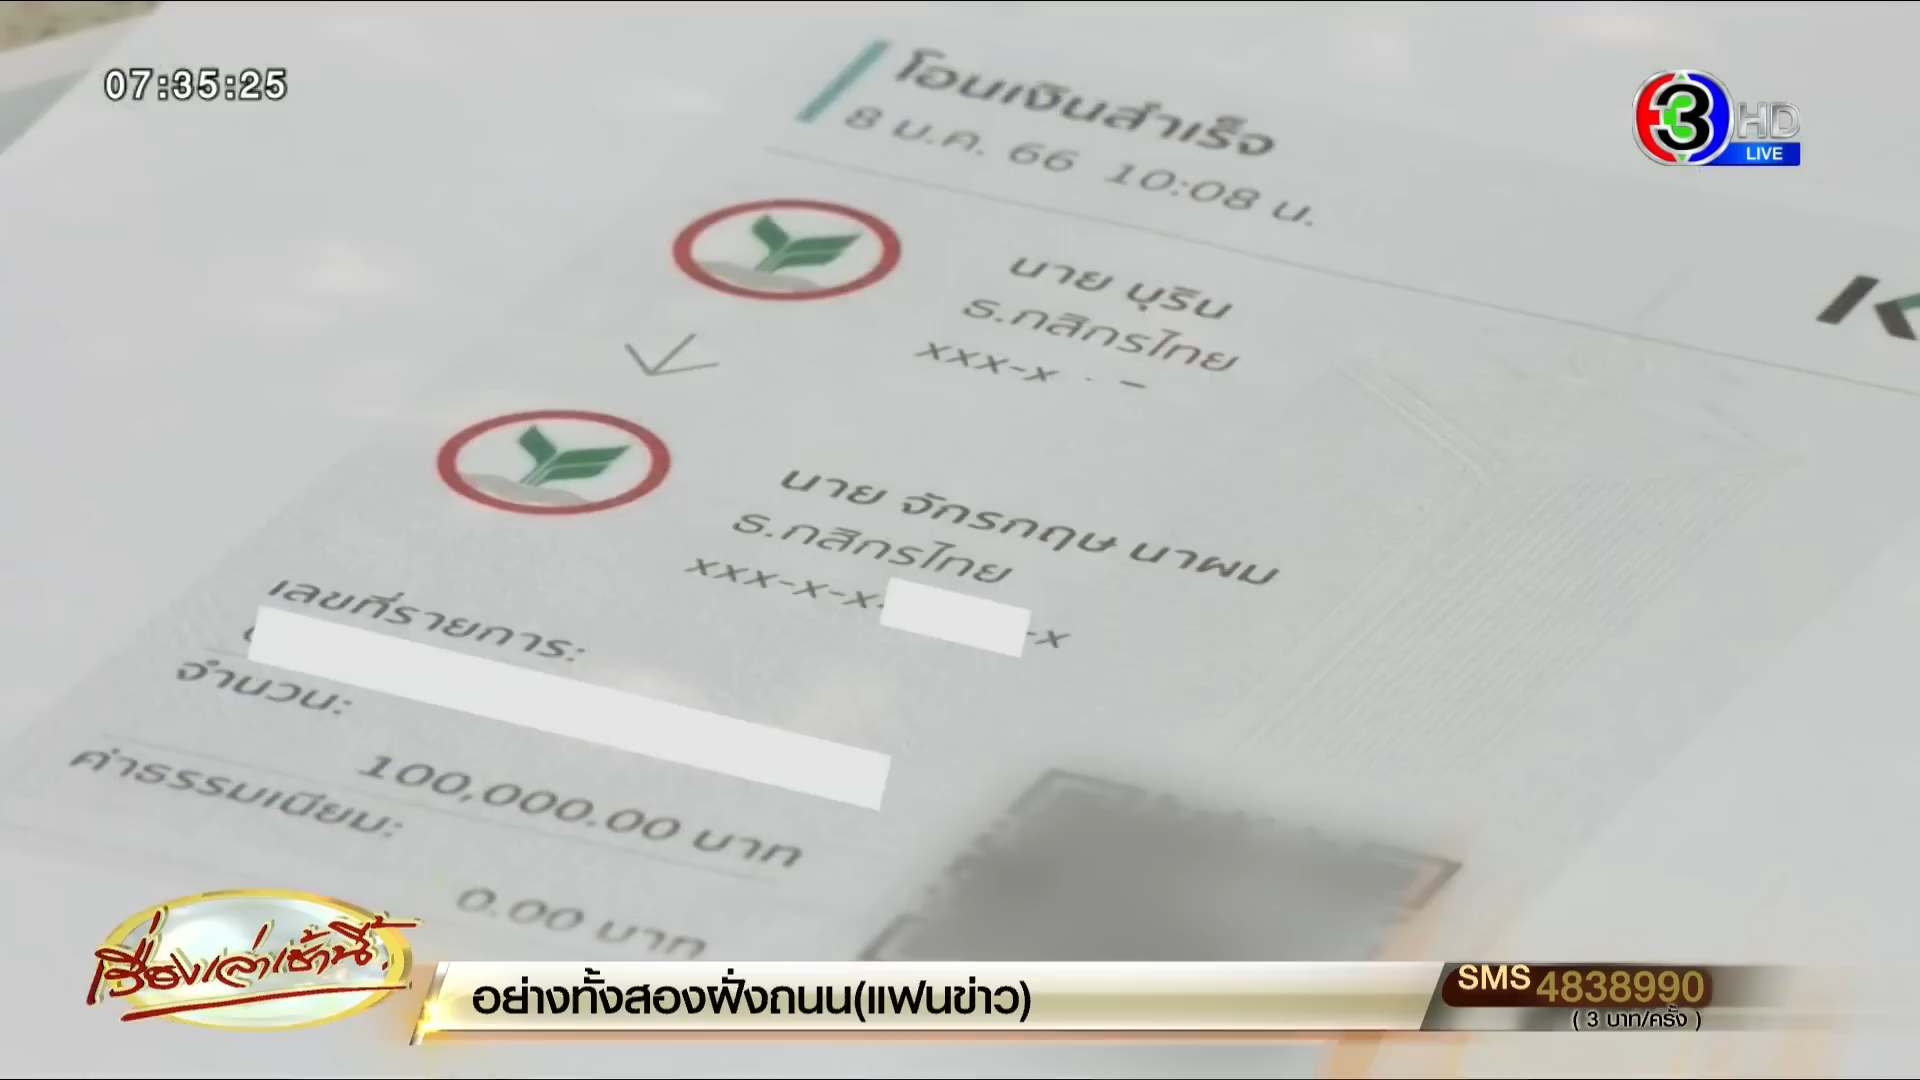 07:35:25
3 HD
LIVE
โอนเงินสำเร็จ
8 ม.ค. 66 10:08 น.
K
นาย บุริน
ธ.กสิกรไทย
xxx-x
นาย จักรกฤษ นาผม
ธ.กสิกรไทย
xxx-x-x
-x
เลขที่รายการ:
จำนวน:
100,000.00 บาท
ค่าธรรมเนียม:
0.00 บาท
เรื่องเล่าเช้านี้
อย่างทั้งสองฝั่งถนน(แฟนข่าว)
SMS 4838990
( 3 บาท/ครั้ง )